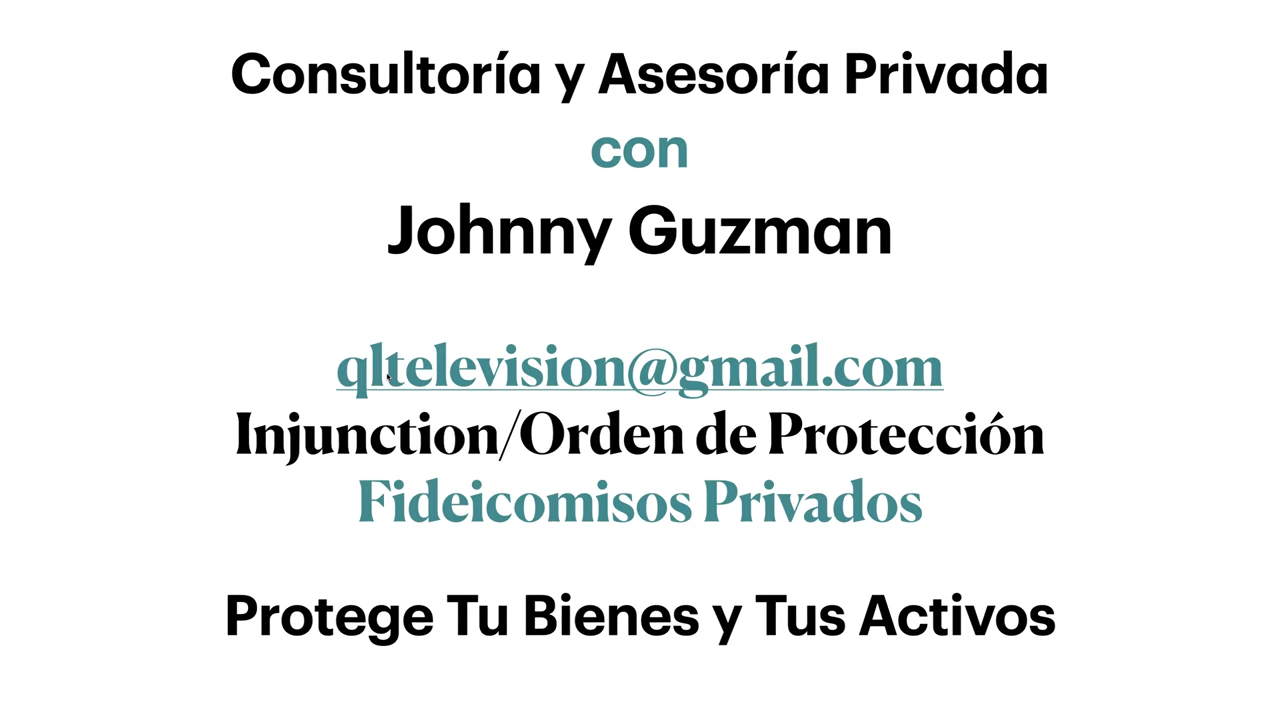 Consultoría y Asesoría Privada
con
Johnny Guzman
qltelevision@gmail.com
Injunction/Orden de Protección
Fideicomisos Privados
Protege Tu Bienes y Tus Activos